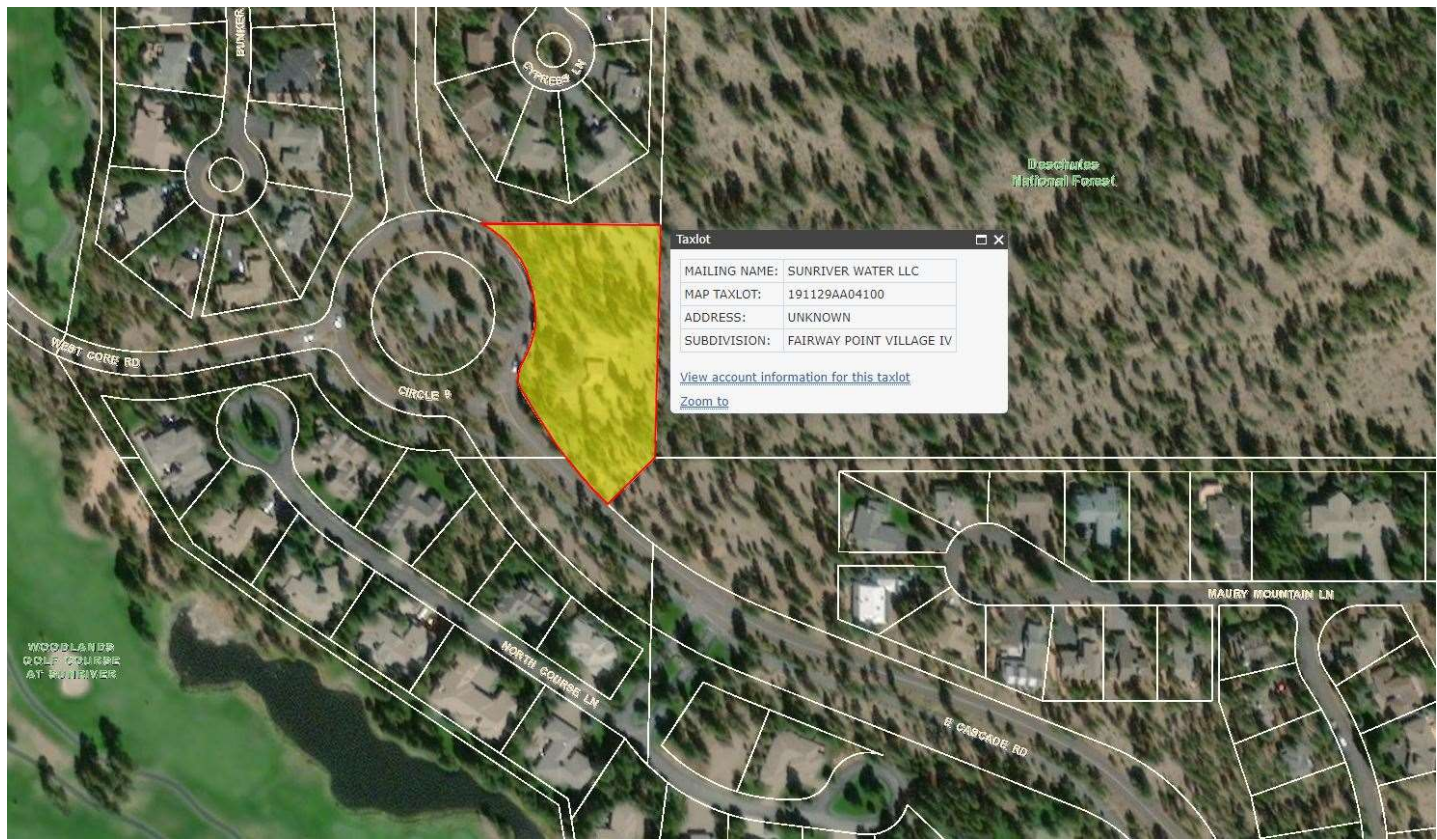 BUNKER
CYPRESS LN
Deschutes
National Forest
Taxlot
MAILING NAME: SUNRIVER WATER LLC
MAP TAXLOT: 191129AA04100
ADDRESS: UNKNOWN
SUBDIVISION: FAIRWAY POINT VILLAGE IV
View account information for this taxlot
Zoom to
WEST CORE RD
CIRCLE 5
MAURY MOUNTAIN LN
WOODLANDS
GOLF COURSE
AT SUNRIVER
NORTH COURSE LN
E CASCADE RD